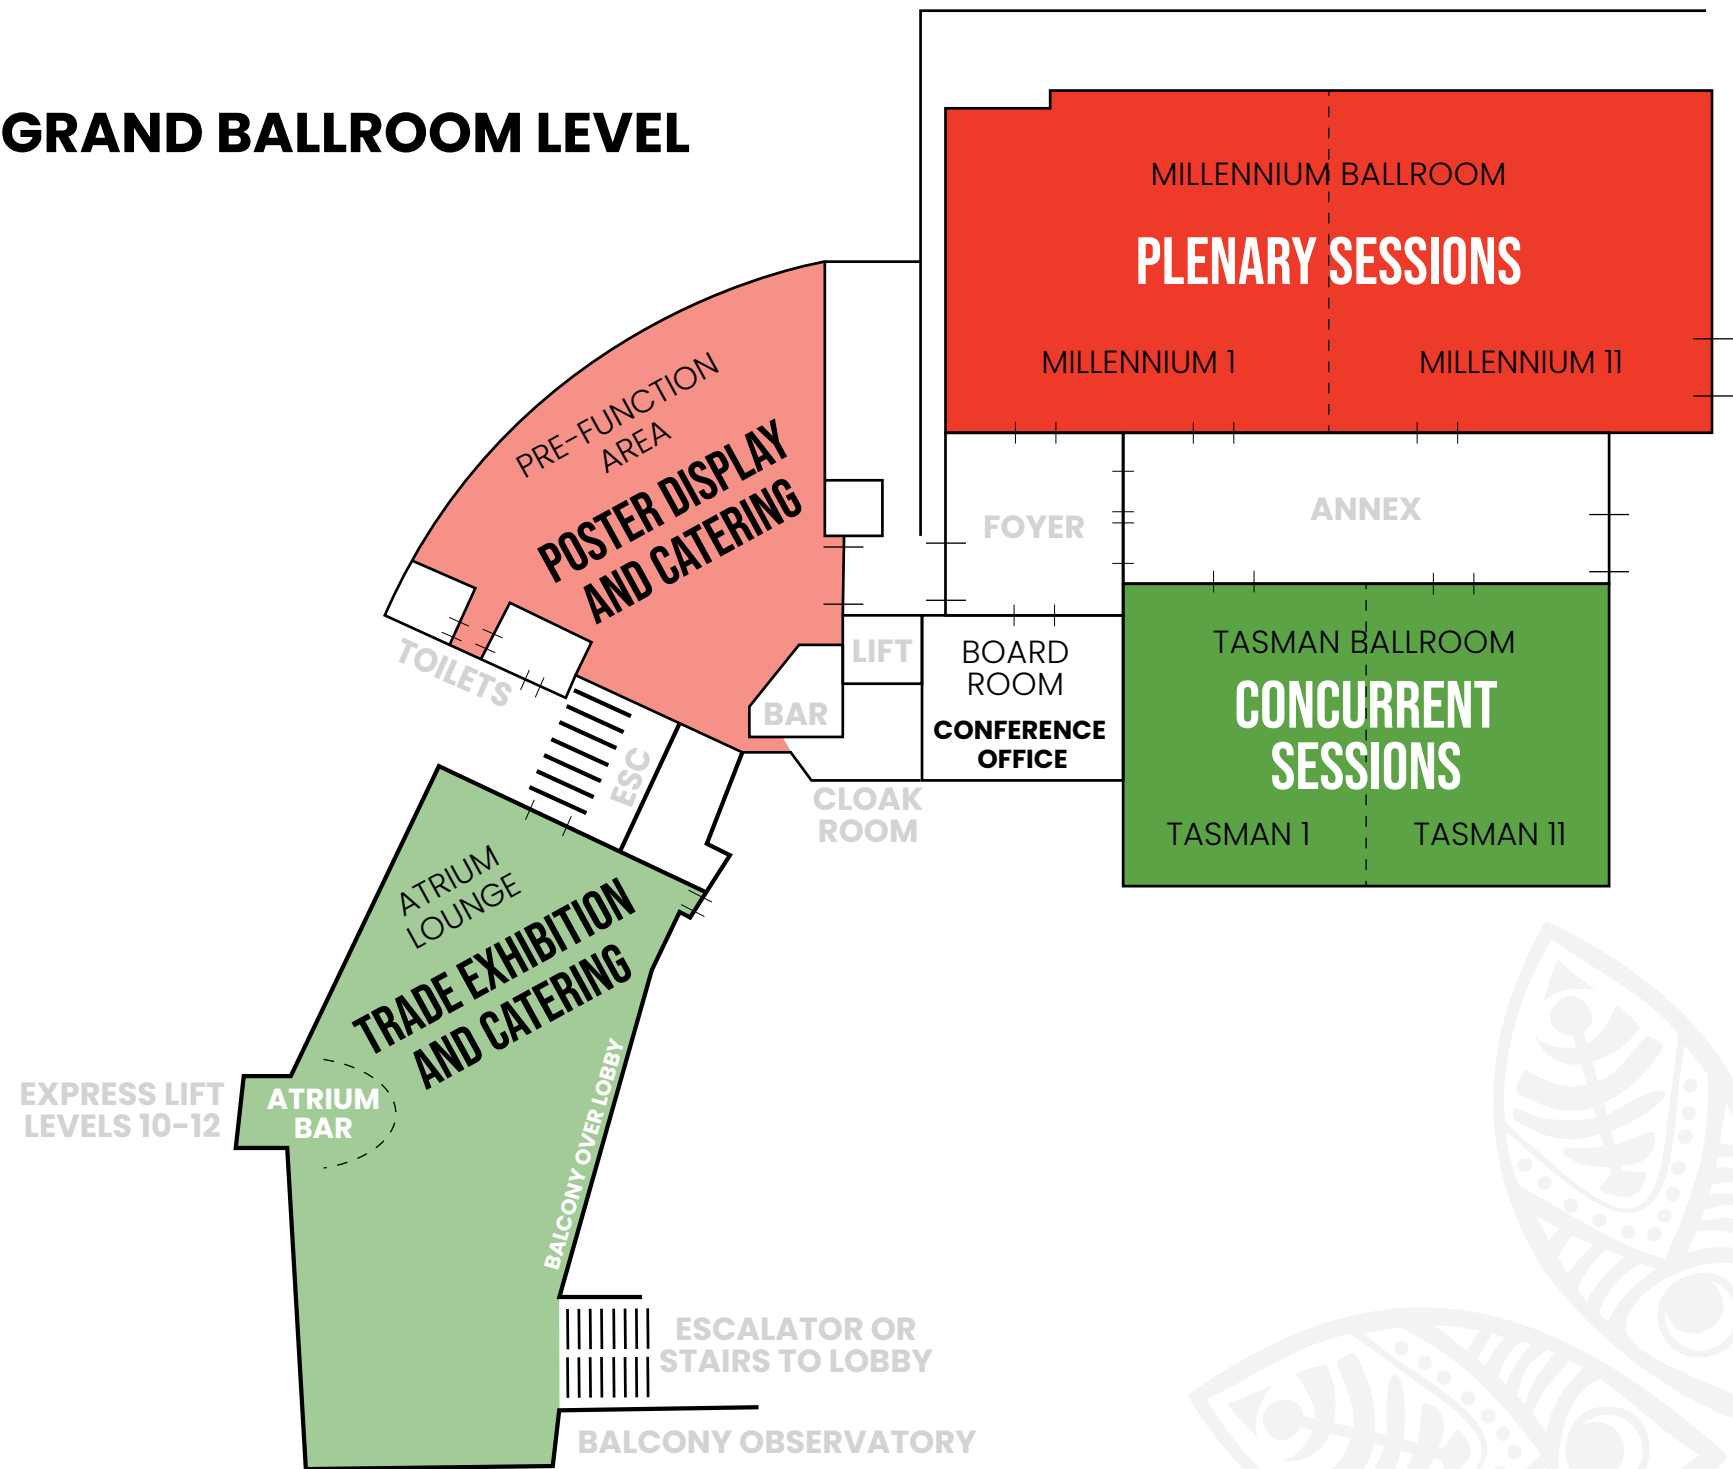 GRAND BALLROOM LEVEL
MILLENNIUM BALLROOM
PLENARY SESSIONS
MILLENNIUM 1
MILLENNIUM 11
PRE-FUNCTION
AREA
POSTER DISPLAY
AND CATERING
FOYER
ANNEX
TOILETS
LIFT
BAR
BOARD
ROOM
CONFERENCE
OFFICE
TASMAN BALLROOM
CONCURRENT
SESSIONS
TASMAN 1
TASMAN 11
ESC
CLOAK
ROOM
ATRIUM
LOUNGE
TRADE EXHIBITION
AND CATERING
EXPRESS LIFT
LEVELS 10-12
ATRIUM
BAR
BALCONY OVER LOBBY
ESCALATOR OR
STAIRS TO LOBBY
BALCONY OBSERVATORY